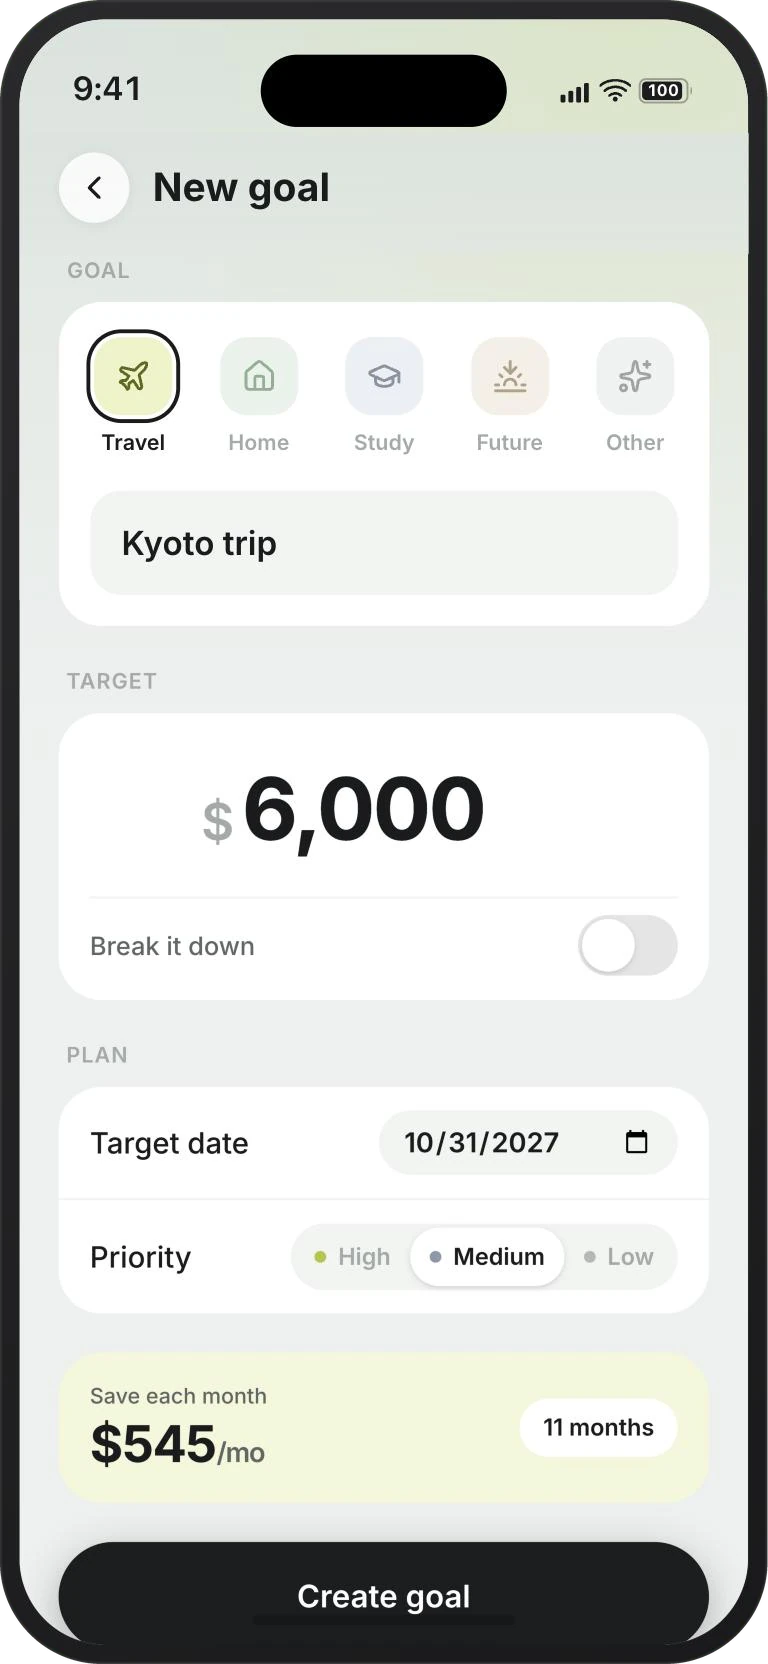 9:41
100
New goal
GOAL
Travel Home Study Future Other
Kyoto trip
TARGET
$ 6,000
Break it down
PLAN
Target date 10/31/2027
Priority High Medium Low
Save each month
$545/mo
11 months
Create goal